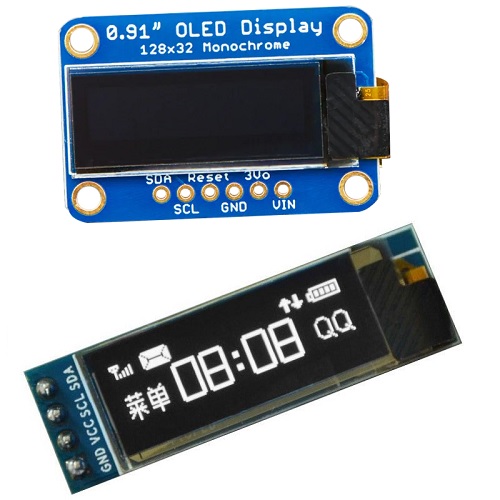 0.91” OLED Display
128x32 Monochrome
SDA Reset 3Vo
SCL GND VIN
08:08
菜单
QQ
GND VCC SCL SDA